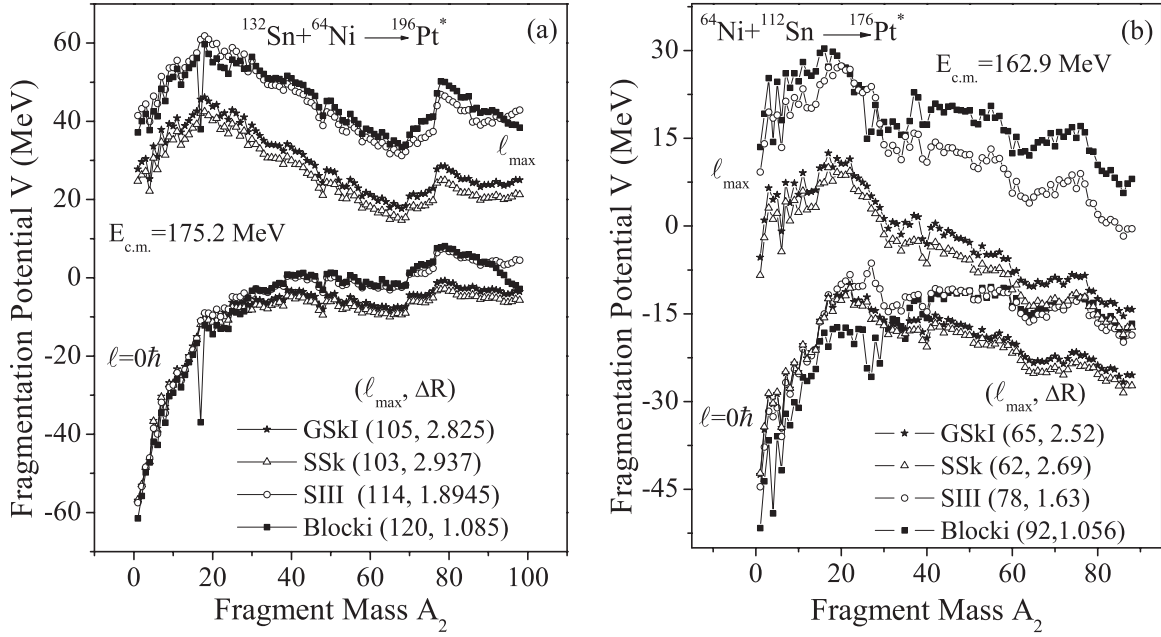 ¹³²Sn+⁶⁴Ni ⟶ ¹⁹⁶Pt*
(a)
60
40
20
0
-20
-40
-60
Fragmentation Potential V (MeV)
ℓmax
E c.m.=175.2 MeV
ℓ=0ħ
(ℓmax, ΔR)
GSkI (105, 2.825)
SSk (103, 2.937)
SIII (114, 1.8945)
Blocki (120, 1.085)
0 20 40 60 80 100
Fragment Mass A₂
⁶⁴Ni+¹¹²Sn ⟶ ¹⁷⁶Pt*
(b)
30
15
0
-15
-30
-45
Fragmentation Potential V (MeV)
E c.m.=162.9 MeV
ℓmax
ℓ=0ħ
(ℓmax, ΔR)
GSkI (65, 2.52)
SSk (62, 2.69)
SIII (78, 1.63)
Blocki (92,1.056)
0 20 40 60 80
Fragment Mass A₂